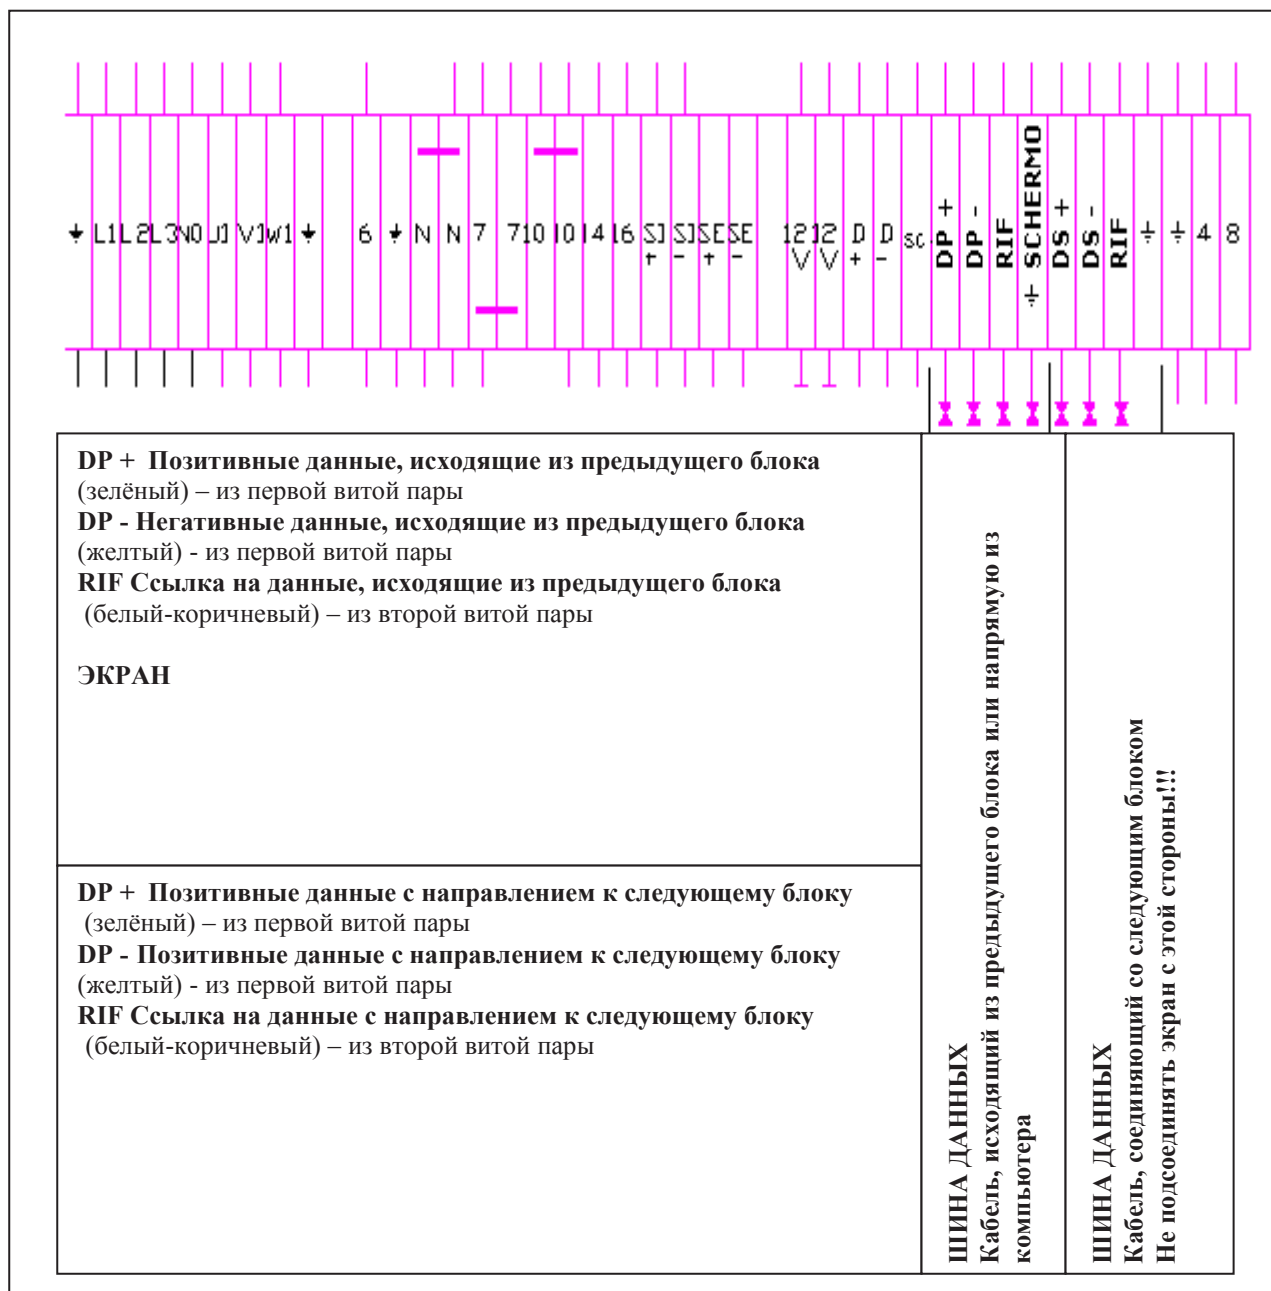 ⏚ L1 L2 L3 N0 U1 V1 W1 ⏚ 6 ⏚ N N 7 7 10 10 14 16 SI+ SI- SE+ SE- 12V 12V D+ D- SC DP + DP - RIF ⏚ SCHERMO DS + DS - RIF ⏚ ⏚ 4 8
DP + Позитивные данные, исходящие из предыдущего блока
(зелёный) – из первой витой пары
DP - Негативные данные, исходящие из предыдущего блока
(желтый) - из первой витой пары
RIF Ссылка на данные, исходящие из предыдущего блока
(белый-коричневый) – из второй витой пары
ЭКРАН
DP + Позитивные данные с направлением к следующему блоку
(зелёный) – из первой витой пары
DP - Позитивные данные с направлением к следующему блоку
(желтый) - из первой витой пары
RIF Ссылка на данные с направлением к следующему блоку
(белый-коричневый) – из второй витой пары
ШИНА ДАННЫХ
Кабель, исходящий из предыдущего блока или напрямую из
компьютера
ШИНА ДАННЫХ
Кабель, соединяющий со следующим блоком
Не подсоединять экран с этой стороны!!!